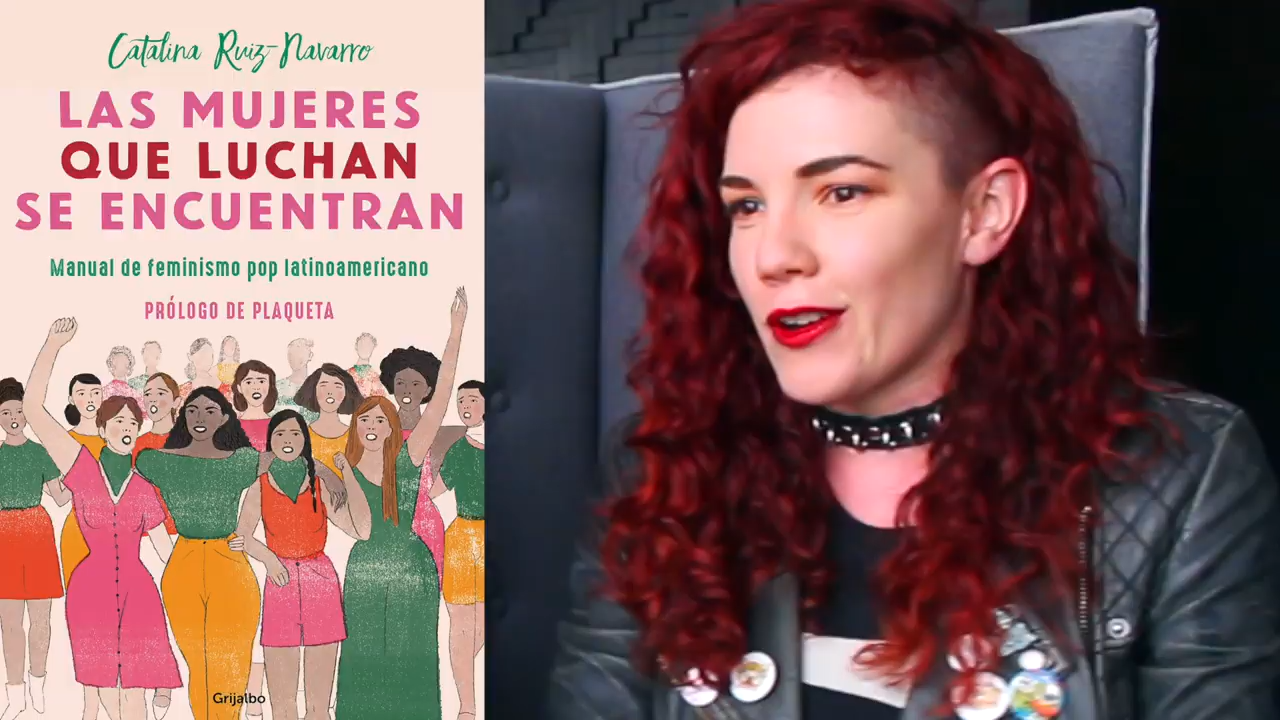 Catalina Ruiz-Navarro
LAS MUJERES
QUE LUCHAN
SE ENCUENTRAN
Manual de feminismo pop latinoamericano
PRÓLOGO DE PLAQUETA
Grijalbo